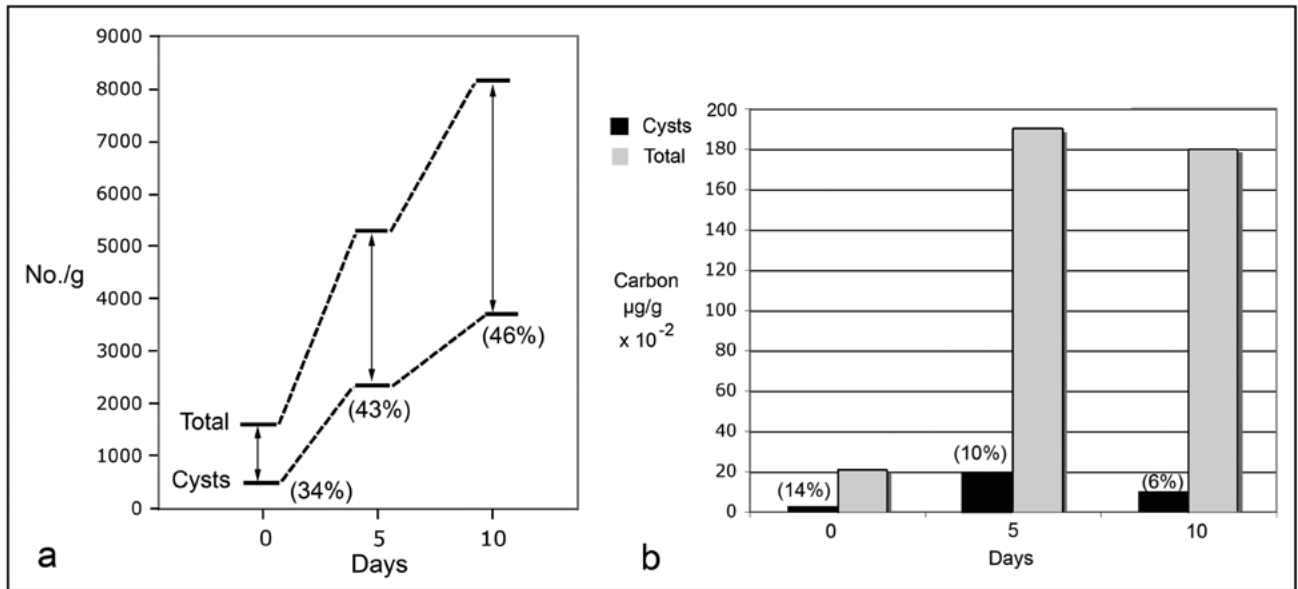 9000
8000
7000
6000
5000
4000
3000
2000
1000
0
No./g
Total
Cysts
(34%)
(43%)
(46%)
0 5 10
Days
a
Cysts
Total
Carbon
µg/g
x 10-2
200
180
160
140
120
100
80
60
40
20
0
(14%)
(10%)
(6%)
0 5 10
Days
b